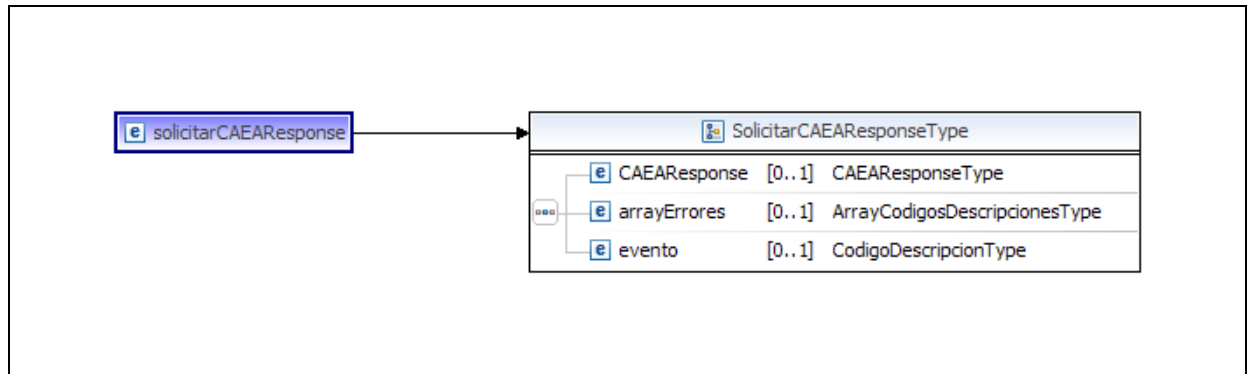 e solicitarCAEAResponse
SolicitarCAEAResponseType
e CAEAResponse [0..1] CAEAResponseType
e arrayErrores [0..1] ArrayCodigosDescripcionesType
e evento [0..1] CodigoDescripcionType